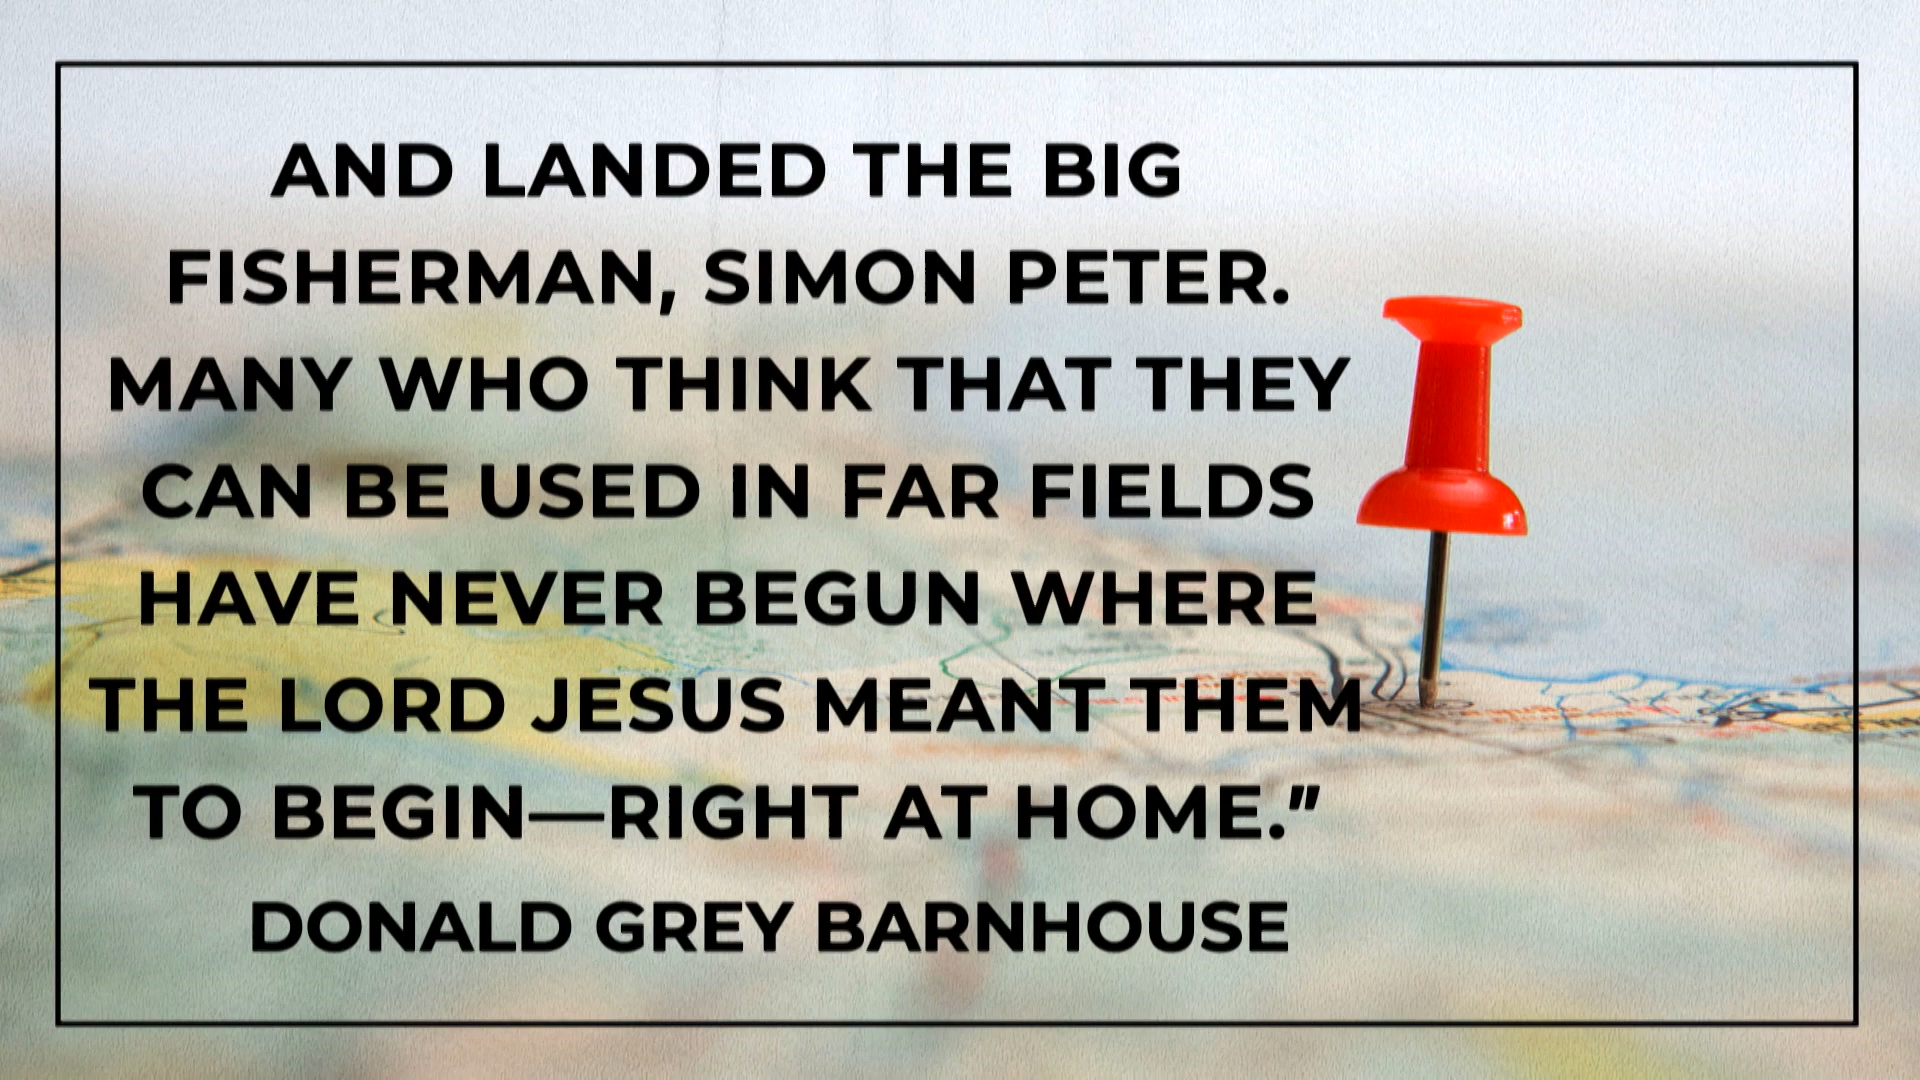 AND LANDED THE BIG
FISHERMAN, SIMON PETER.
MANY WHO THINK THAT THEY
CAN BE USED IN FAR FIELDS
HAVE NEVER BEGUN WHERE
THE LORD JESUS MEANT THEM
TO BEGIN—RIGHT AT HOME."
DONALD GREY BARNHOUSE